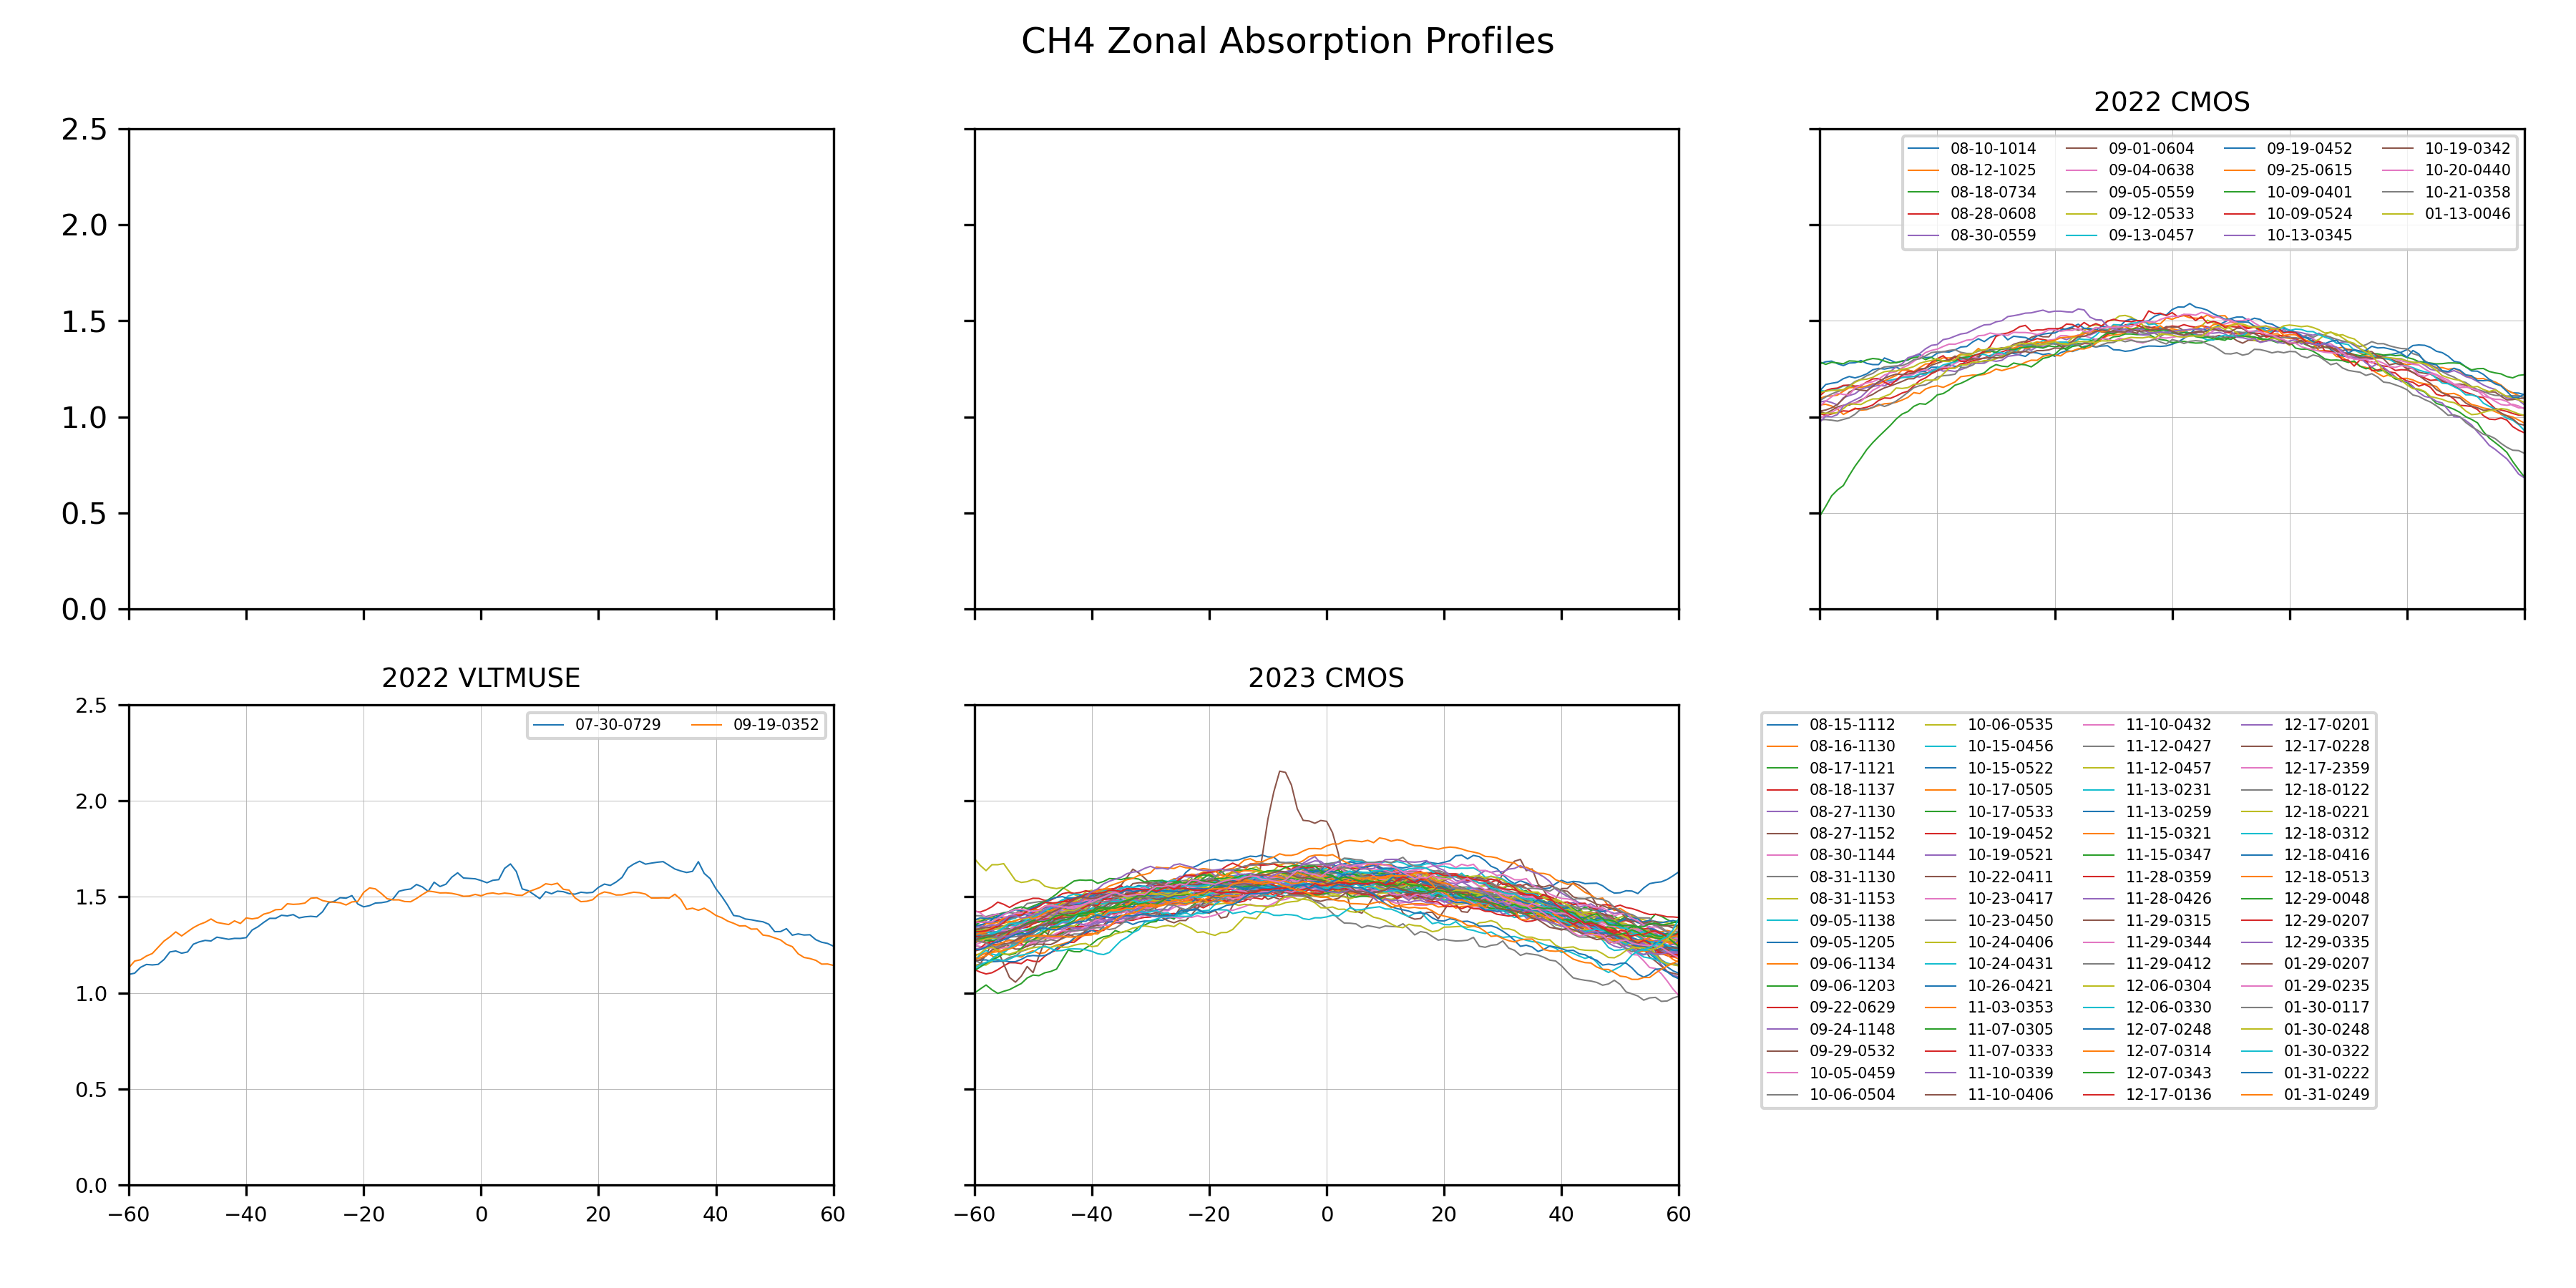 CH4 Zonal Absorption Profiles
2.5
2.0
1.5
1.0
0.5
0.0
2022 CMOS
08-10-1014 09-01-0604 09-19-0452 10-19-0342
08-12-1025 09-04-0638 09-25-0615 10-20-0440
08-18-0734 09-05-0559 10-09-0401 10-21-0358
08-28-0608 09-12-0533 10-09-0524 01-13-0046
08-30-0559 09-13-0457 10-13-0345
2022 VLTMUSE
07-30-0729 09-19-0352
2.5
2.0
1.5
1.0
0.5
0.0
−60 −40 −20 0 20 40 60
2023 CMOS
−60 −40 −20 0 20 40 60
08-15-1112 10-06-0535 11-10-0432 12-17-0201
08-16-1130 10-15-0456 11-12-0427 12-17-0228
08-17-1121 10-15-0522 11-12-0457 12-17-2359
08-18-1137 10-17-0505 11-13-0231 12-18-0122
08-27-1130 10-17-0533 11-13-0259 12-18-0221
08-27-1152 10-19-0452 11-15-0321 12-18-0312
08-30-1144 10-19-0521 11-15-0347 12-18-0416
08-31-1130 10-22-0411 11-28-0359 12-18-0513
08-31-1153 10-23-0417 11-28-0426 12-29-0048
09-05-1138 10-23-0450 11-29-0315 12-29-0207
09-05-1205 10-24-0406 11-29-0344 12-29-0335
09-06-1134 10-24-0431 11-29-0412 01-29-0207
09-06-1203 10-26-0421 12-06-0304 01-29-0235
09-22-0629 11-03-0353 12-06-0330 01-30-0117
09-24-1148 11-07-0305 12-07-0248 01-30-0248
09-29-0532 11-07-0333 12-07-0314 01-30-0322
10-05-0459 11-10-0339 12-07-0343 01-31-0222
10-06-0504 11-10-0406 12-17-0136 01-31-0249